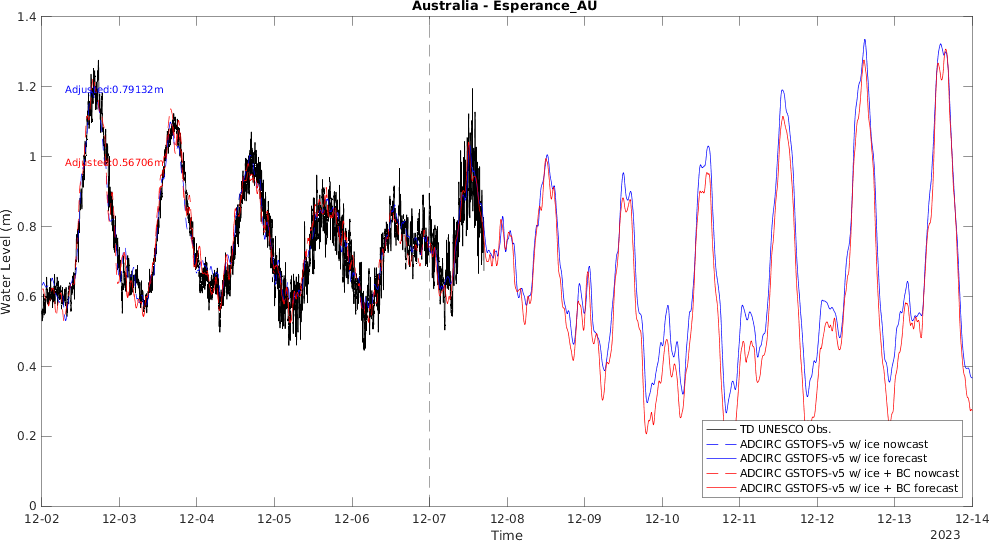 Australia - Esperance_AU
1.4
1.2
1
0.8
0.6
0.4
0.2
0
Water Level (m)
Adjusted:0.79132m
Adjusted:0.56706m
TD UNESCO Obs.
ADCIRC GSTOFS-v5 w/ ice nowcast
ADCIRC GSTOFS-v5 w/ ice forecast
ADCIRC GSTOFS-v5 w/ ice + BC nowcast
ADCIRC GSTOFS-v5 w/ ice + BC forecast
12-02 12-03 12-04 12-05 12-06 12-07 12-08 12-09 12-10 12-11 12-12 12-13 12-14
Time
2023